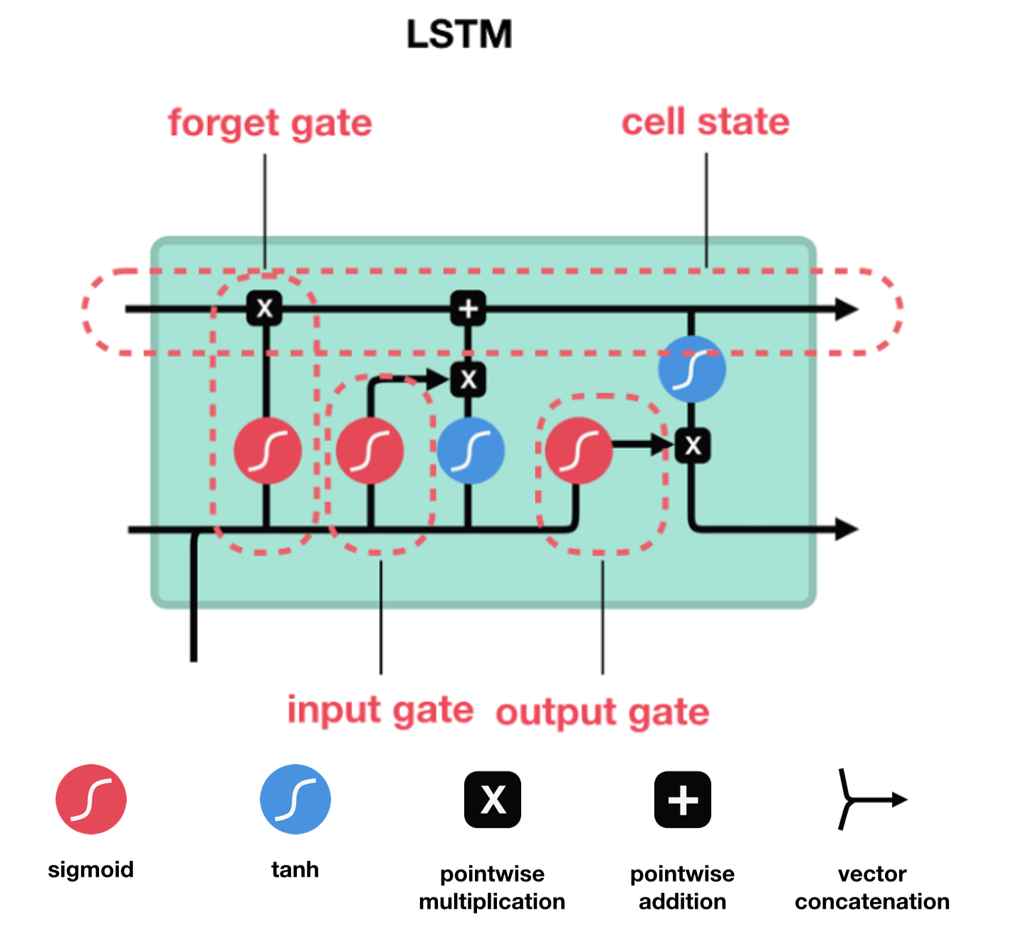 LSTM
forget gate
cell state
X
+
X
X
input gate
output gate
X
+
sigmoid
tanh
pointwise
multiplication
pointwise
addition
vector
concatenation